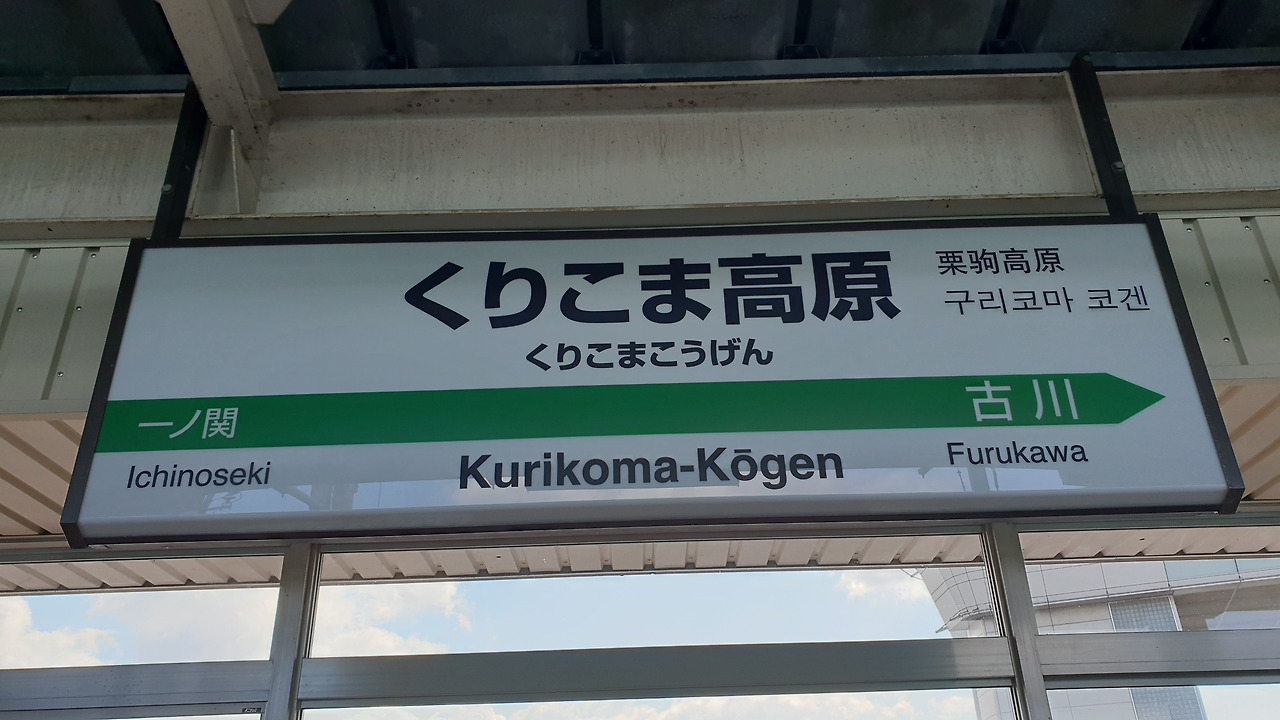 くりこま高原
栗驹高原
구리코마 코겐
くりこまこうげん
一ノ関
古川
Ichinoseki
Kurikoma-Kōgen
Furukawa